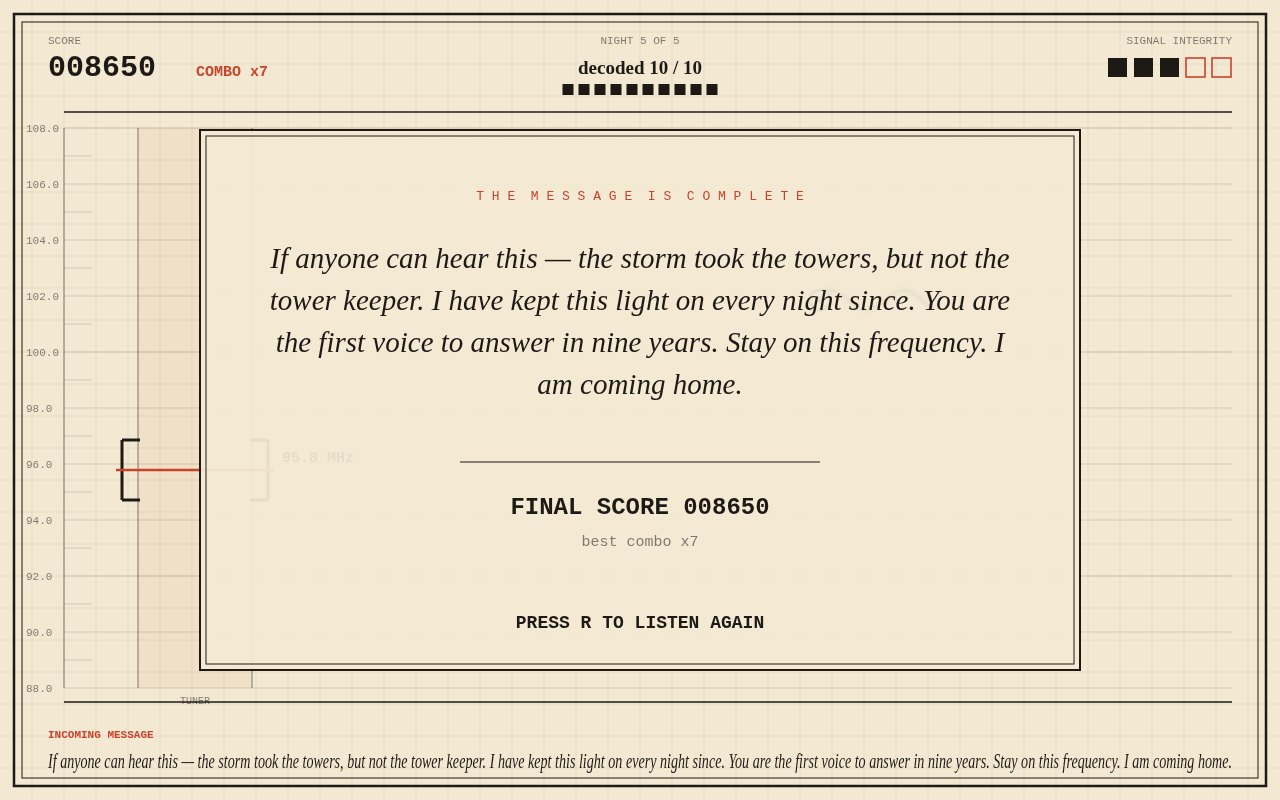 SCORE
NIGHT 5 OF 5
SIGNAL INTEGRITY
008650
COMBO x7
decoded 10 / 10
108.0
106.0
104.0
102.0
100.0
98.0
96.0
94.0
92.0
90.0
88.0
THE MESSAGE IS COMPLETE
If anyone can hear this — the storm took the towers, but not the
tower keeper. I have kept this light on every night since. You are
the first voice to answer in nine years. Stay on this frequency. I
am coming home.
95.8 MHz
FINAL SCORE 008650
best combo x7
PRESS R TO LISTEN AGAIN
TUNER
INCOMING MESSAGE
If anyone can hear this — the storm took the towers, but not the tower keeper. I have kept this light on every night since. You are the first voice to answer in nine years. Stay on this frequency. I am coming home.